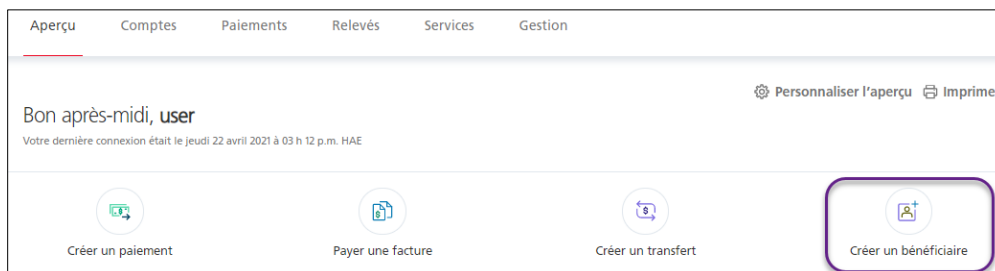 Aperçu Comptes Paiements Relevés Services Gestion
Personnaliser l'aperçu Imprime
Bon après-midi, user
Votre dernière connexion était le jeudi 22 avril 2021 à 03 h 12 p.m. HAE
Créer un paiement Payer une facture Créer un transfert Créer un bénéficiaire